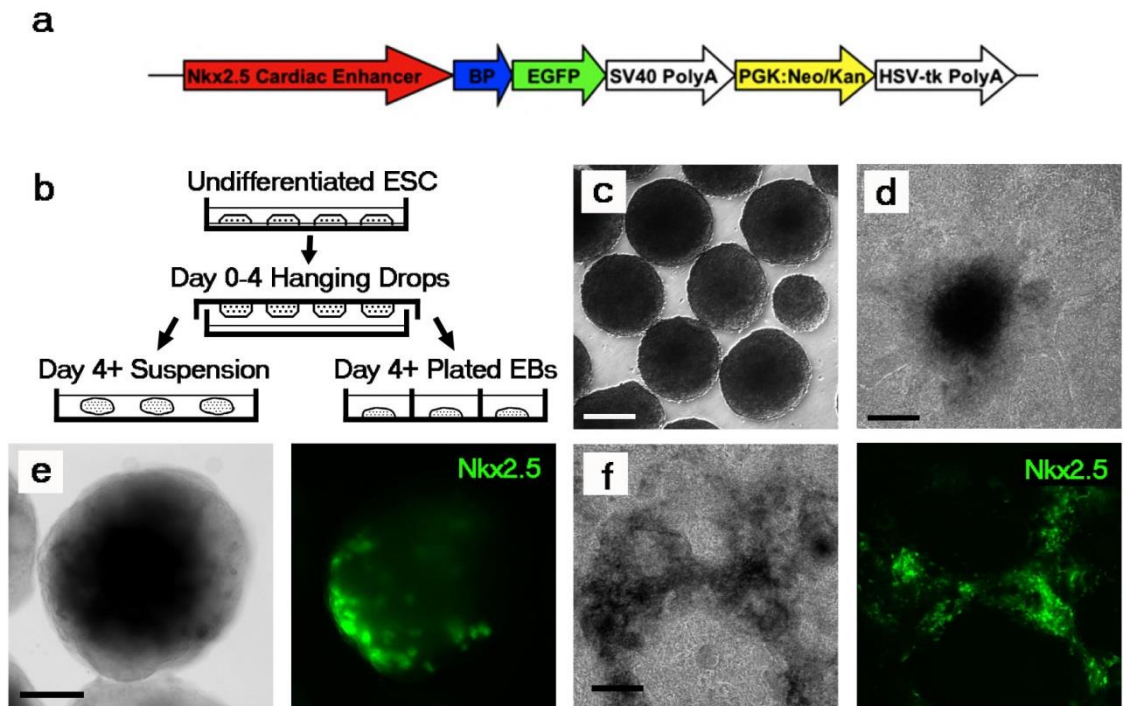 a
Nkx2.5 Cardiac Enhancer BP EGFP SV40 PolyA PGK:Neo/Kan HSV-tk PolyA
b
Undifferentiated ESC
Day 0-4 Hanging Drops
Day 4+ Suspension Day 4+ Plated EBs
c
d
e
Nkx2.5
f
Nkx2.5